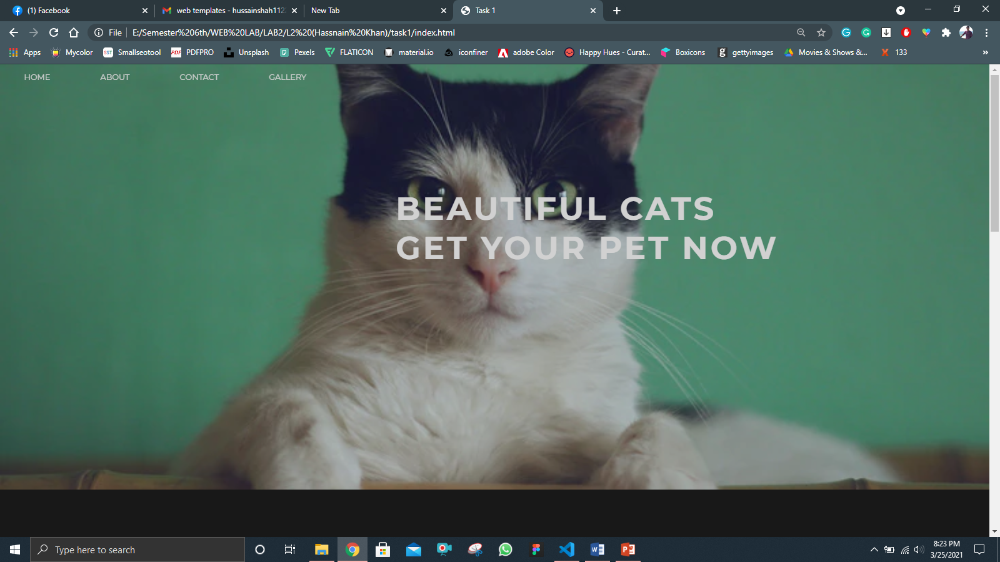 (1) Facebook
web templates - hussainshah112
New Tab
Task 1
File
E:/Semester%206th/WEB%20LAB/LAB2/L2%20(Hassnain%20Khan)/task1/index.html
Apps
Mycolor
SST
Smallseotool
PDF
PDFPRO
Unsplash
Pexels
FLATICON
material.io
iconfiner
adobe Color
Happy Hues - Curat...
Boxicons
g
gettyimages
Movies & Shows &...
X
133
»
HOME
ABOUT
CONTACT
GALLERY
BEAUTIFUL CATS
GET YOUR PET NOW
Type here to search
8:23 PM
3/25/2021